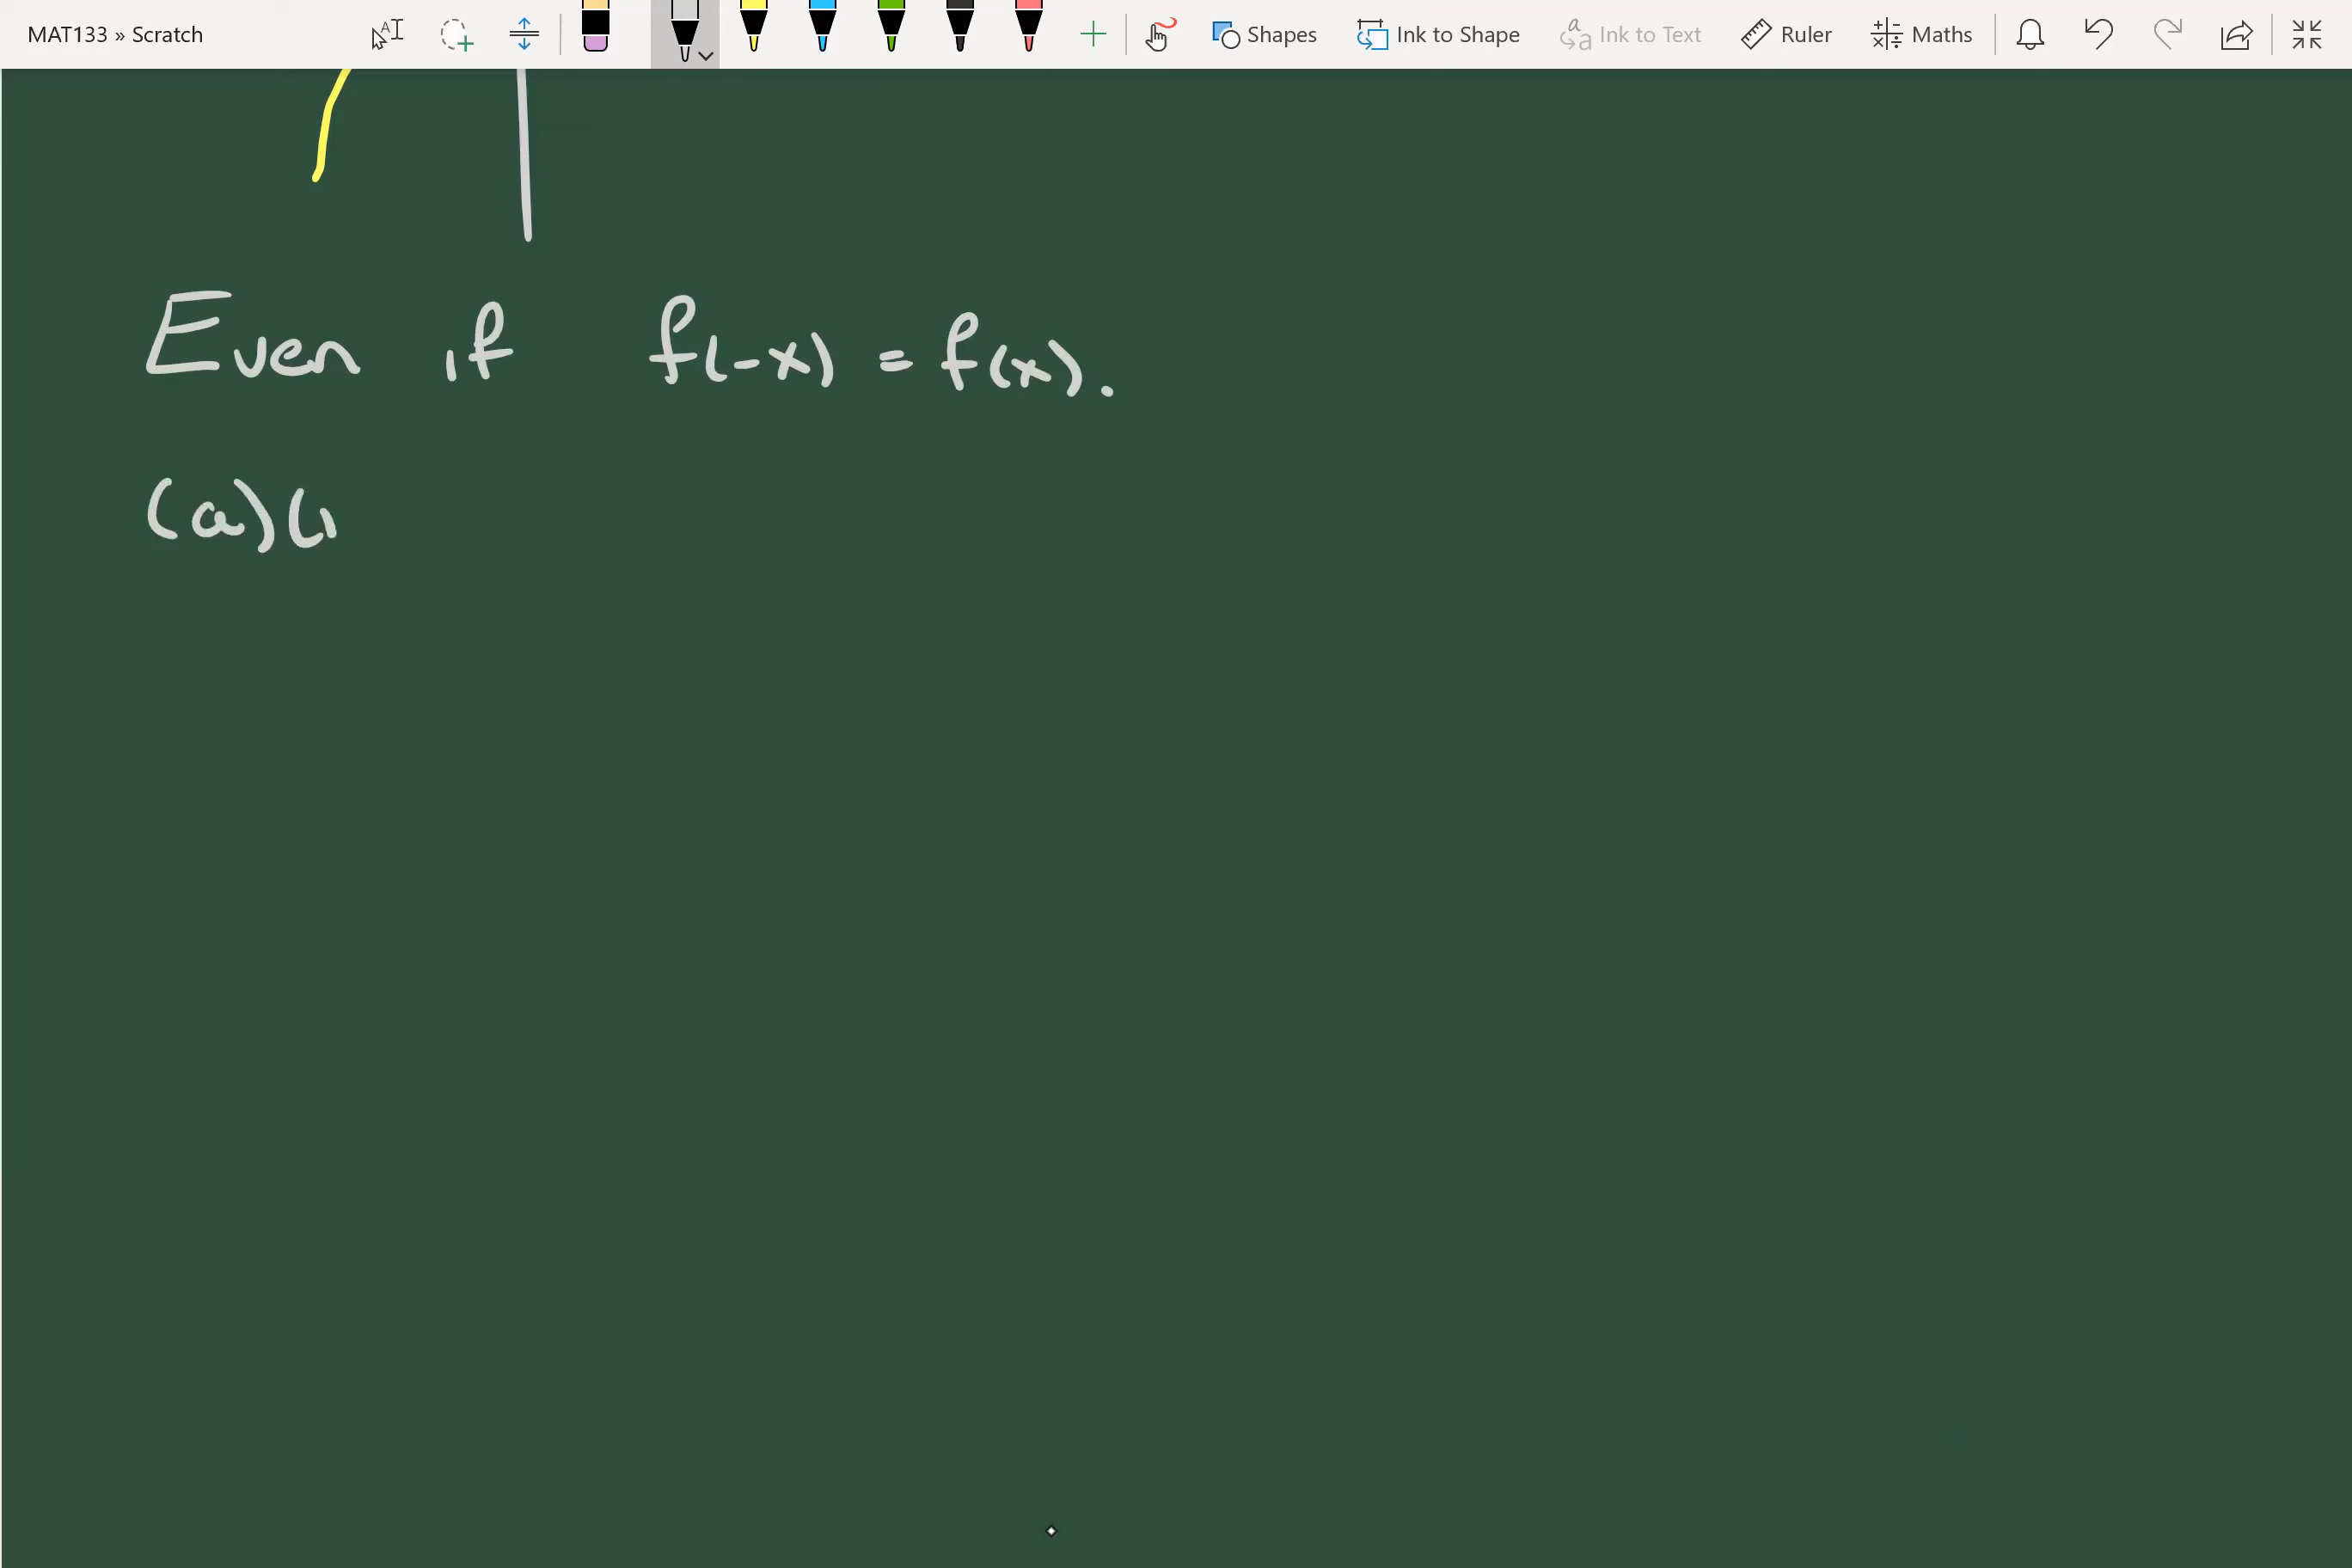 MAT133 » Scratch Shapes Ink to Shape Ink to Text Ruler Maths
Even if f(-x) = f(x).
(a) (